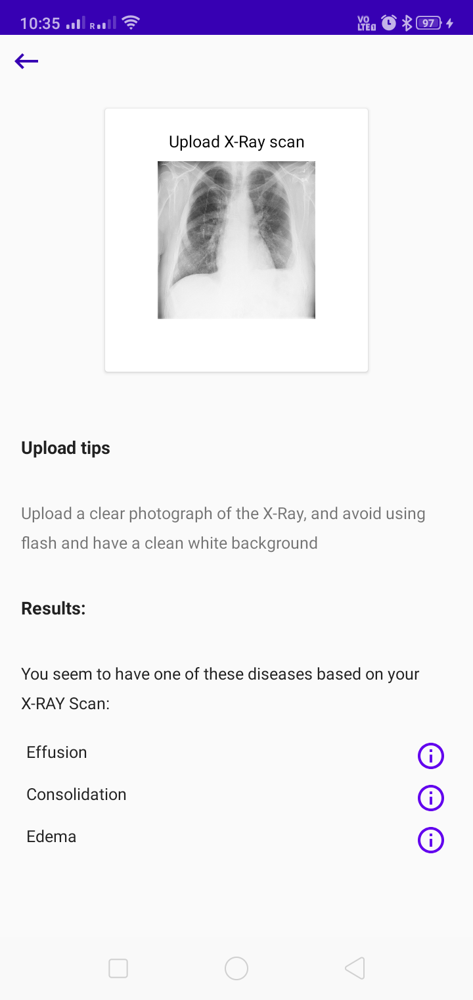 10:35 R VO LTE 97
Upload X-Ray scan
Upload tips
Upload a clear photograph of the X-Ray, and avoid using
flash and have a clean white background
Results:
You seem to have one of these diseases based on your
X-RAY Scan:
Effusion
Consolidation
Edema